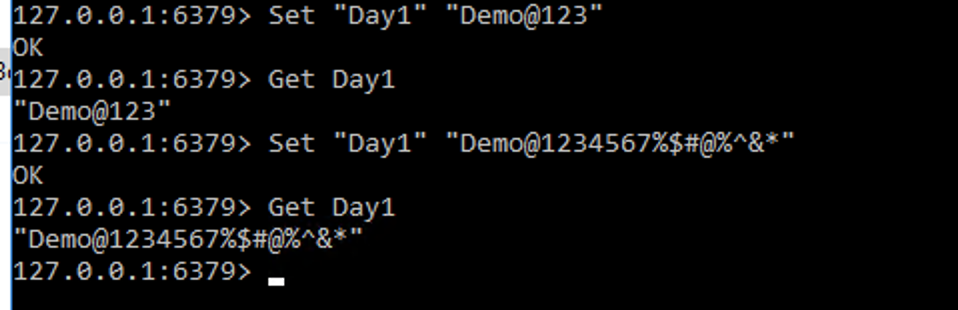 127.0.0.1:6379> Set "Day1" "Demo@123"
OK
127.0.0.1:6379> Get Day1
"Demo@123"
127.0.0.1:6379> Set "Day1" "Demo@1234567%$#@%^&*"
OK
127.0.0.1:6379> Get Day1
"Demo@1234567%$#@%^&*"
127.0.0.1:6379>